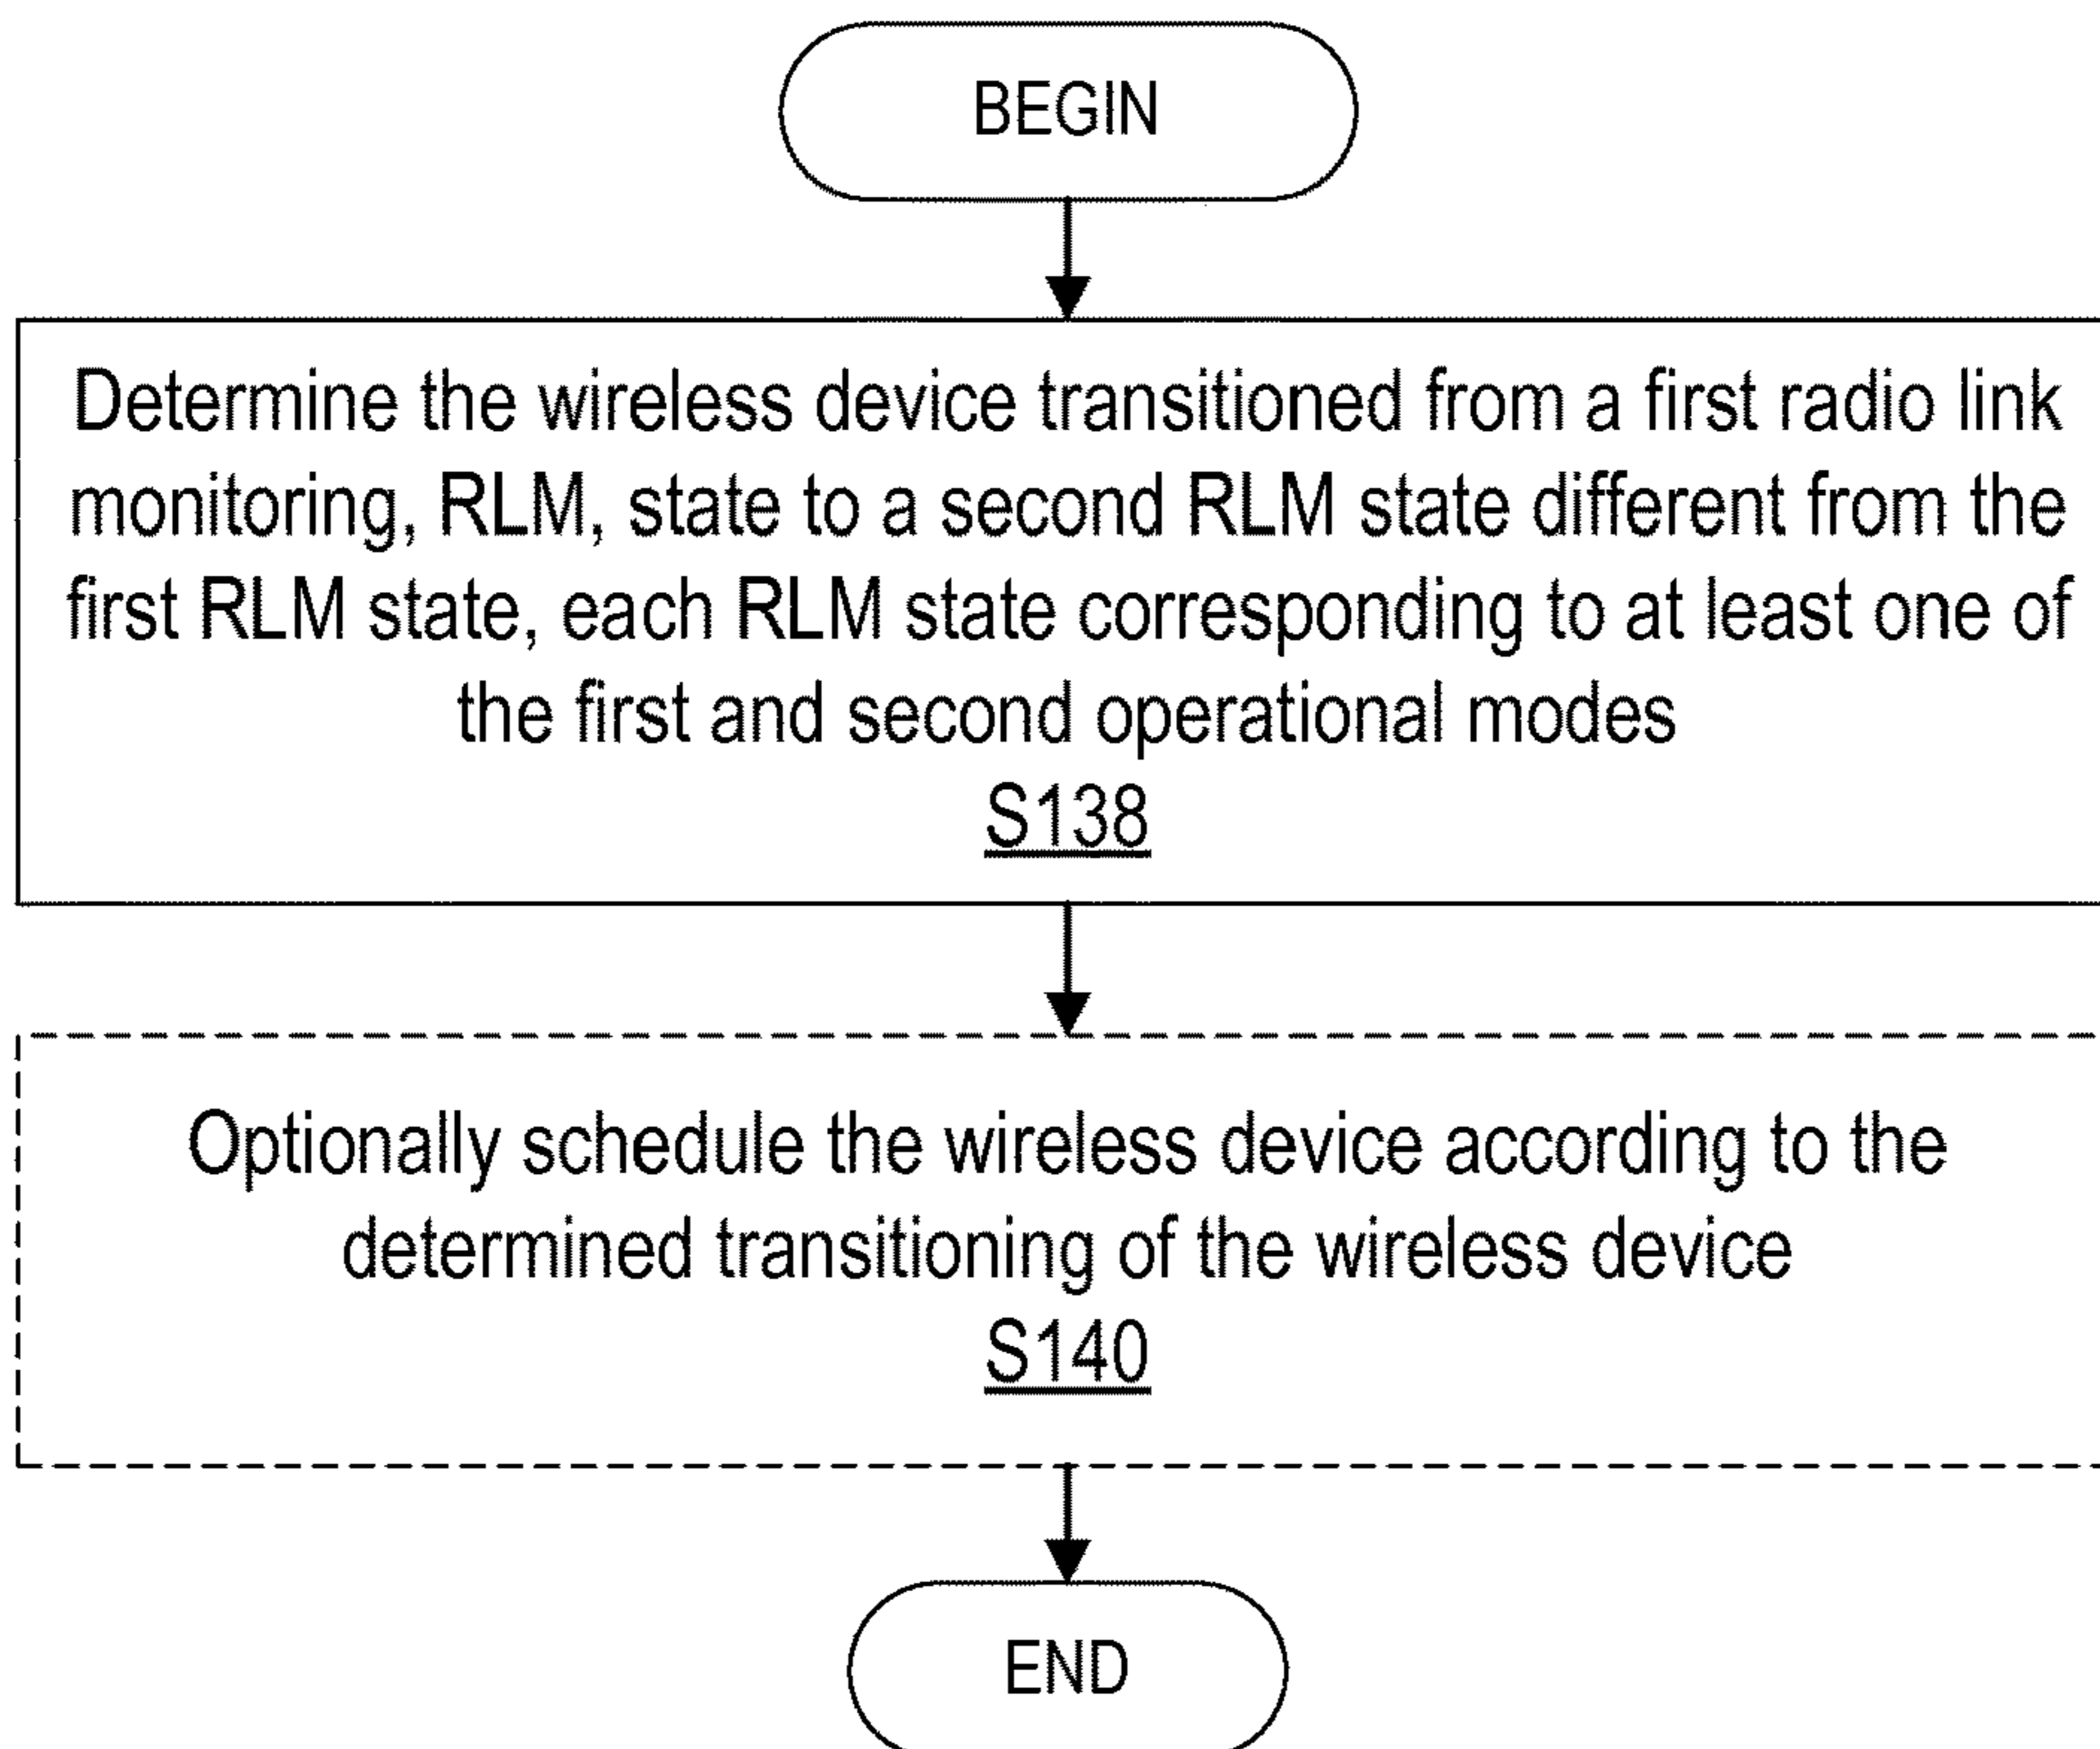 BEGIN
Determine the wireless device transitioned from a first radio link
monitoring, RLM, state to a second RLM state different from the
first RLM state, each RLM state corresponding to at least one of
the first and second operational modes
S138
Optionally schedule the wireless device according to the
determined transitioning of the wireless device
S140
END